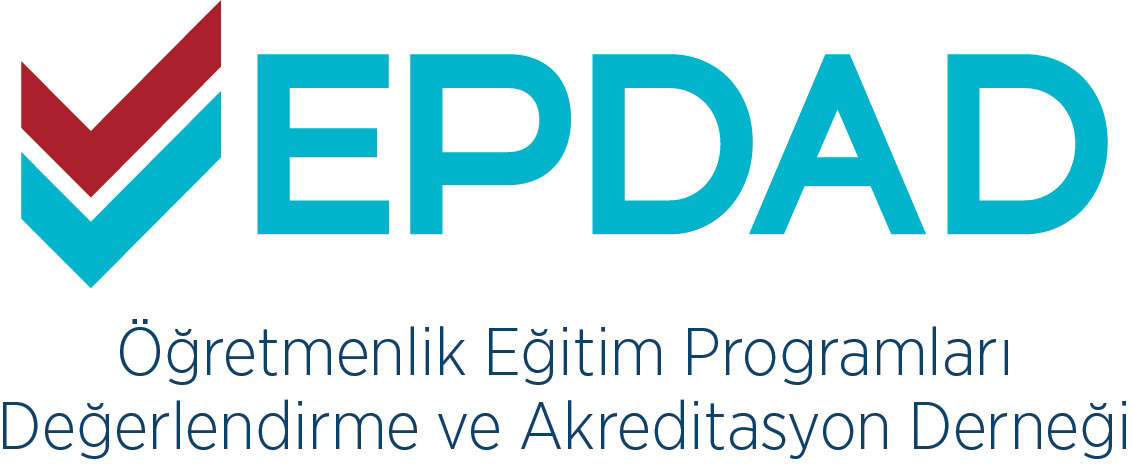 EPDAD
Öğretmenlik Eğitim Programları
Değerlendirme ve Akreditasyon Derneği